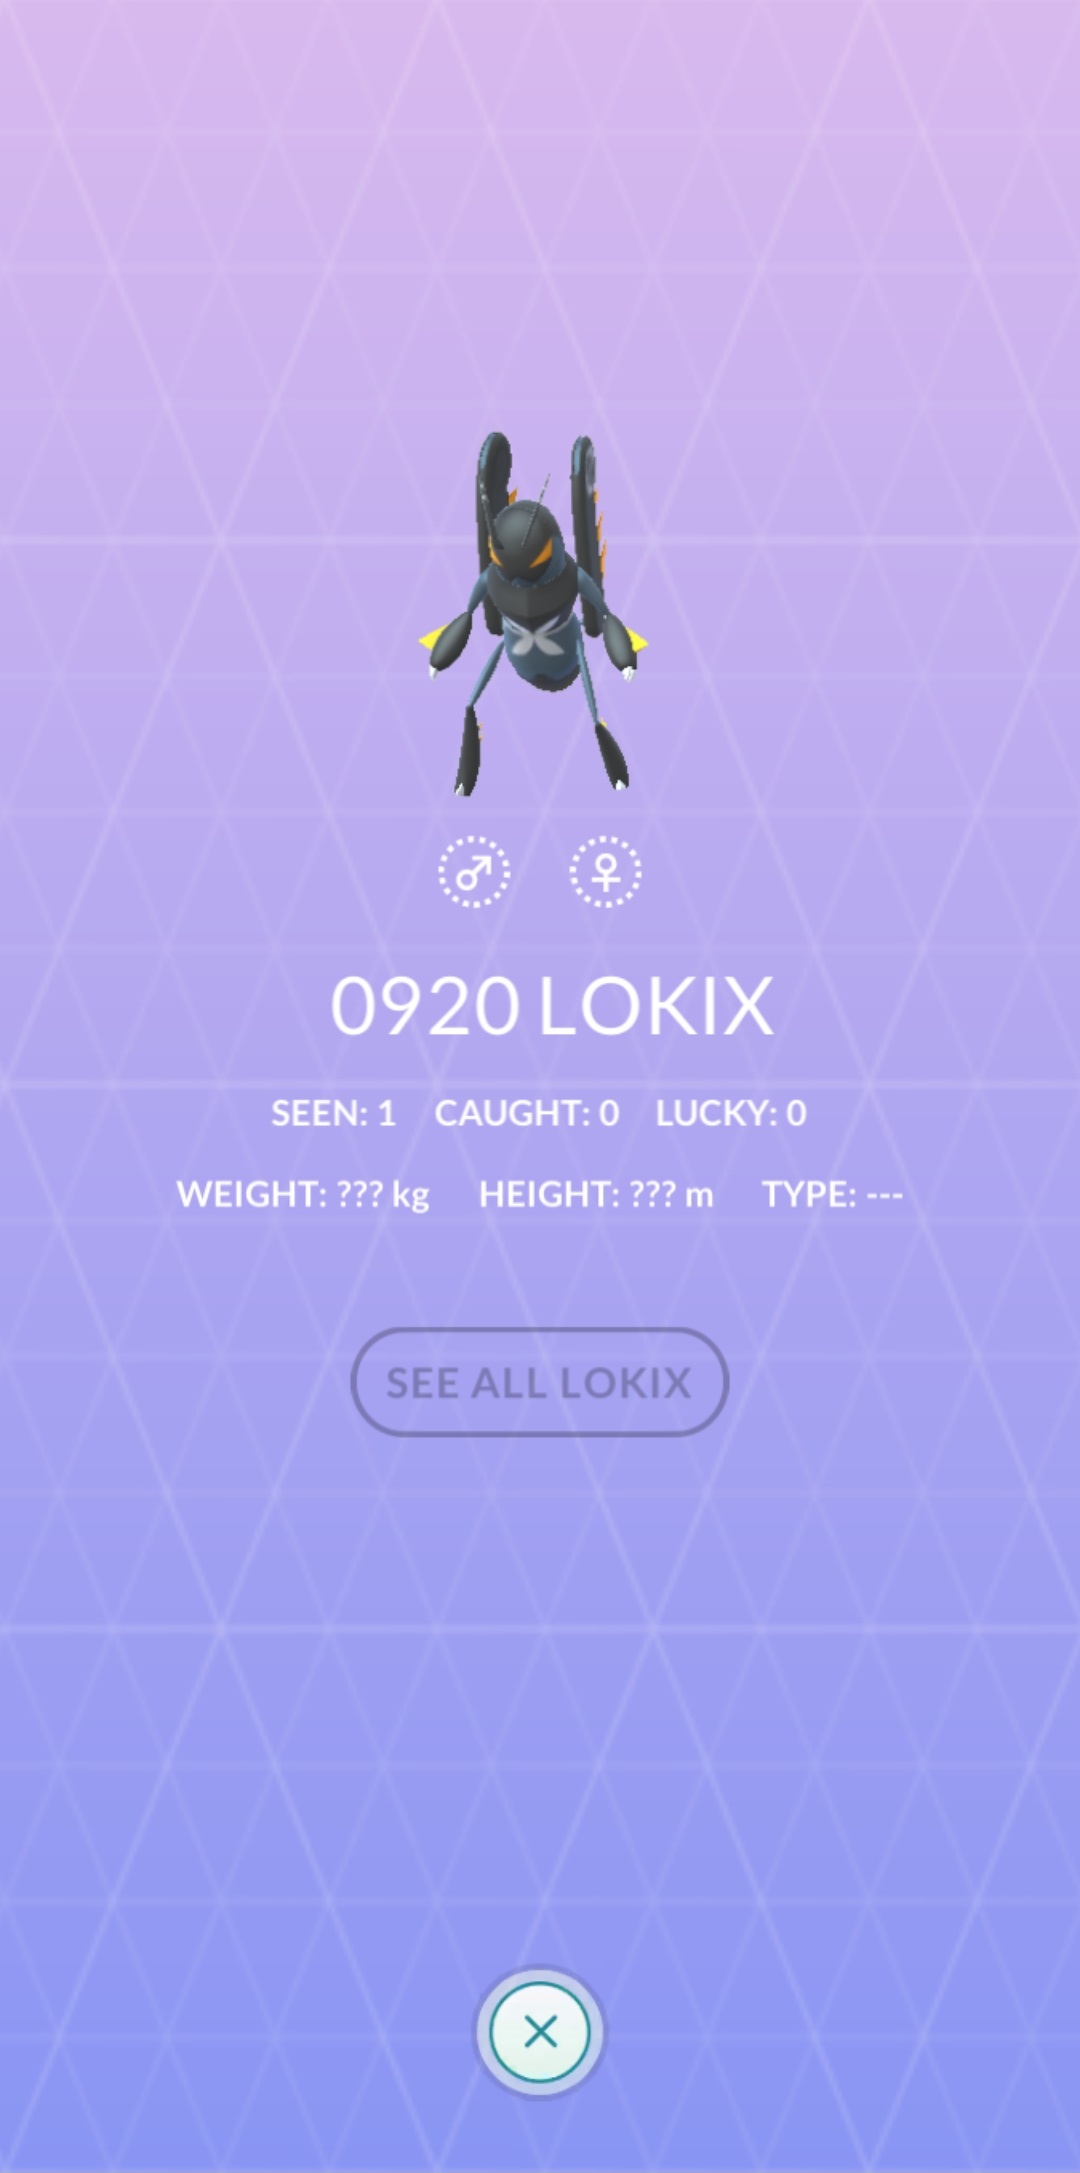 0920 LOKIX
SEEN: 1 CAUGHT: 0 LUCKY: 0
WEIGHT: ??? kg HEIGHT: ??? m TYPE: ---
SEE ALL LOKIX